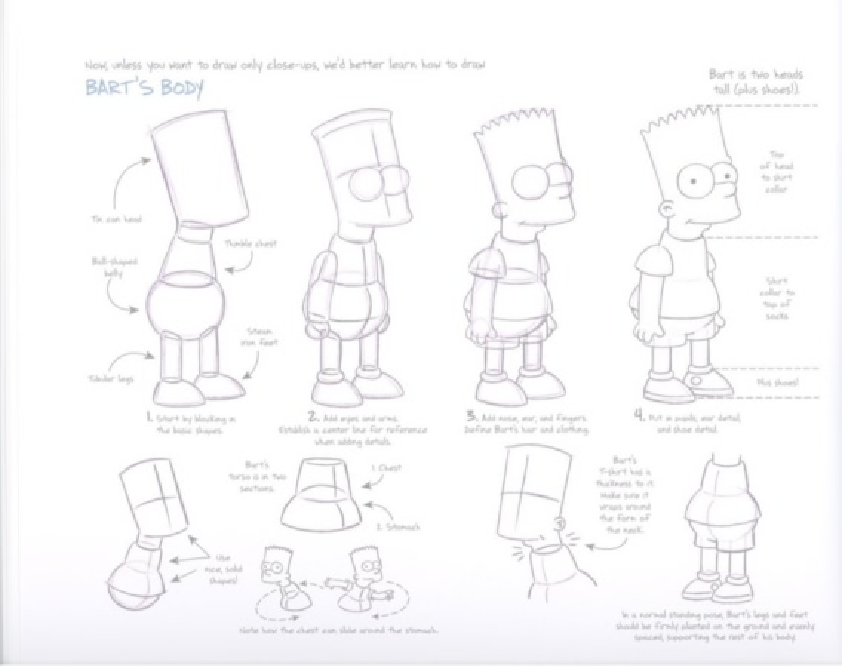 Now, unless you want to draw only close-ups, we'd better learn how to draw
BART'S BODY
Bart is two heads
tall (plus shoes!).
Tin can head
Thimble chest
Ball-shaped
belly
Steam
iron feet
Tubular legs
Top
of head
to shirt
collar
Shirt
collar to
top of
socks
Plus shoes!
1. Start by blocking in
the basic shapes.
2. Add eyes and arms.
Establish a center line for reference
when adding details.
3. Add nose, ear, and fingers.
Define Bart's hair and clothing.
4. Put in pupils, ear detail,
and shoe detail.
Use
nice, solid
shapes!
Bart's
torso is in two
sections.
1. Chest
2. Stomach
Note how the chest can slide around the stomach.
Bart's
T-shirt has a
thickness to it.
Make sure it
wraps around
the form of
the neck.
In a normal standing pose, Bart's legs and feet
should be firmly planted on the ground and evenly
spaced, supporting the rest of his body.